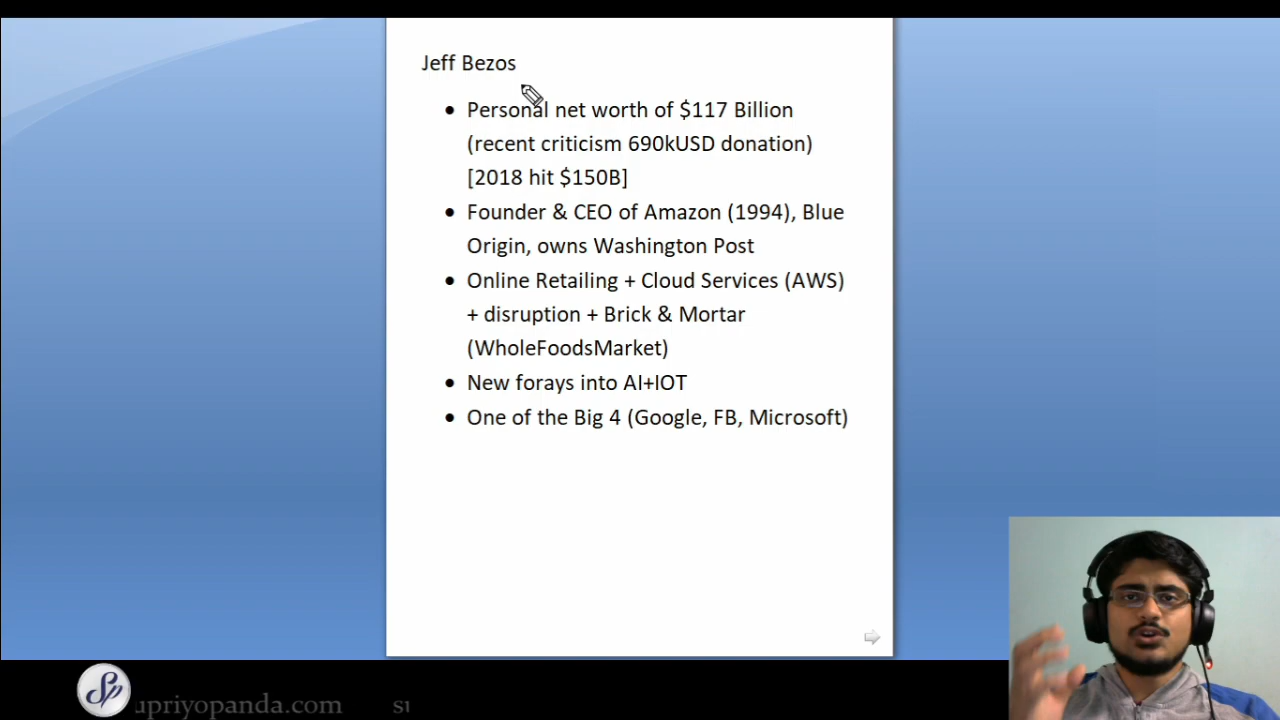 Jeff Bezos
• Personal net worth of $117 Billion
(recent criticism 690kUSD donation)
[2018 hit $150B]
• Founder & CEO of Amazon (1994), Blue
Origin, owns Washington Post
• Online Retailing + Cloud Services (AWS)
+ disruption + Brick & Mortar
(WholeFoodsMarket)
• New forays into AI+IOT
• One of the Big 4 (Google, FB, Microsoft)
upriyopanda.com su